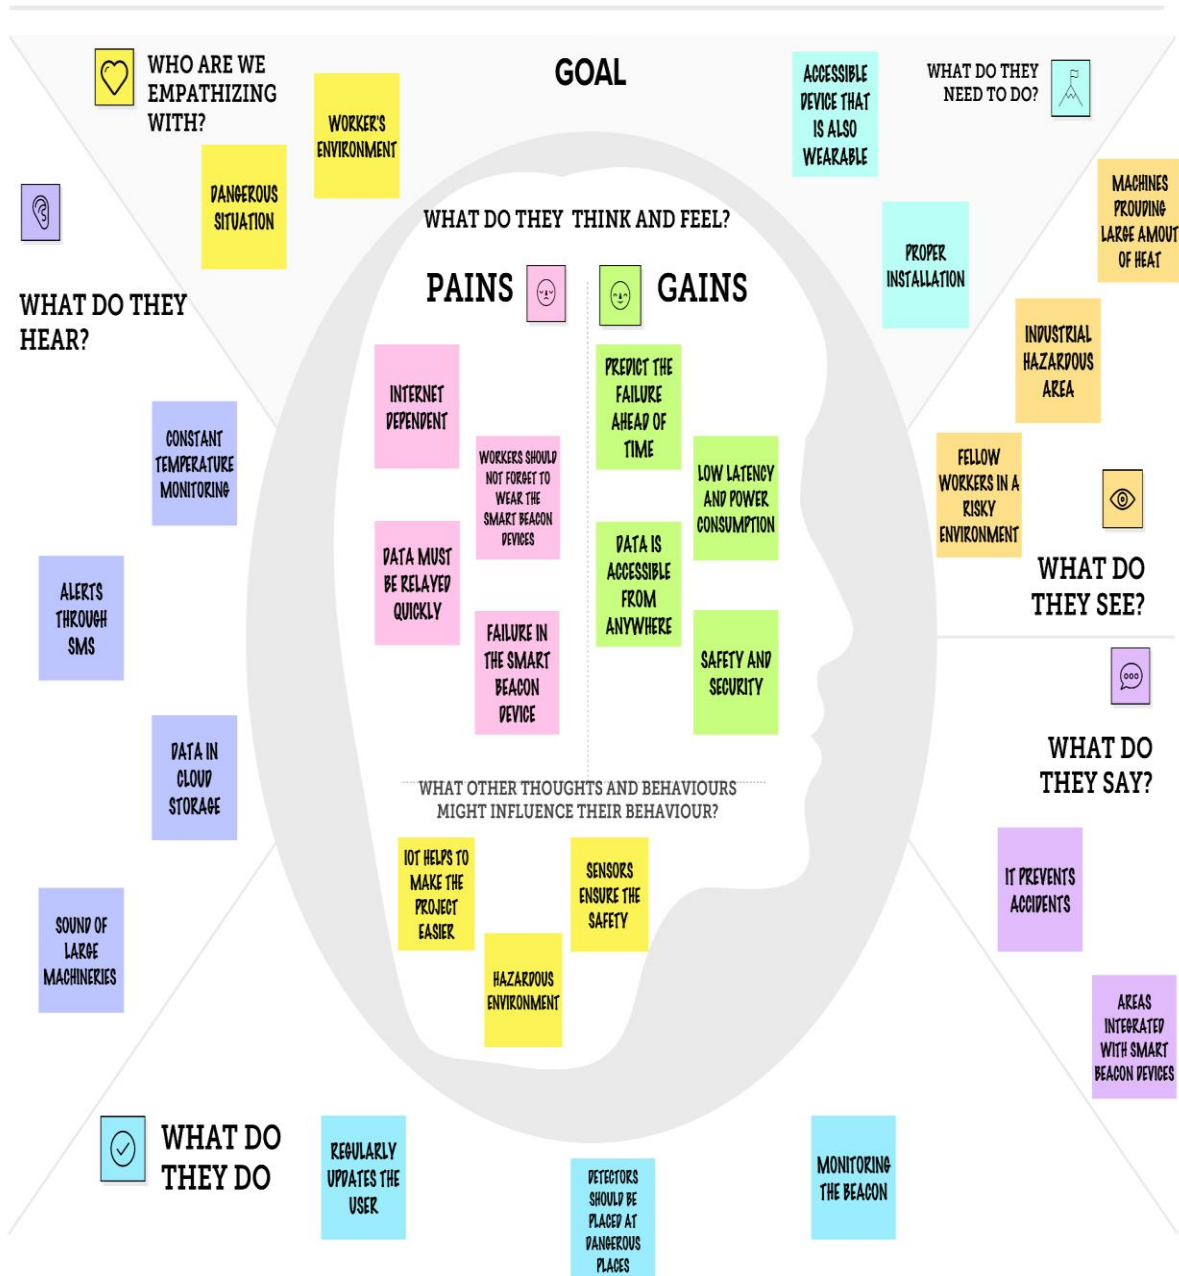 WHO ARE WE
EMPATHIZING
WITH?
DANGEROUS
SITUATION
WORKER'S
ENVIRONMENT
GOAL
ACCESSIBLE
DEVICE THAT
IS ALSO
WEARABLE
WHAT DO THEY
NEED TO DO?
PROPER
INSTALLATION
WHAT DO THEY
HEAR?
CONSTANT
TEMPERATURE
MONITORING
ALERTS
THROUGH
SMS
DATA IN
CLOUD
STORAGE
SOUND OF
LARGE
MACHINERIES
WHAT DO THEY THINK AND FEEL?
PAINS
INTERNET
DEPENDENT
WORKERS SHOULD
NOT FORGET TO
WEAR THE
SMART BEACON
DEVICES
DATA MUST
BE RELAYED
QUICKLY
FAILURE IN
THE SMART
BEACON
DEVICE
GAINS
PREDICT THE
FAILURE
AHEAD OF
TIME
LOW LATENCY
AND POWER
CONSUMPTION
DATA IS
ACCESSIBLE
FROM
ANYWHERE
SAFETY AND
SECURITY
WHAT OTHER THOUGHTS AND BEHAVIOURS
MIGHT INFLUENCE THEIR BEHAVIOUR?
IOT HELPS TO
MAKE THE
PROJECT
EASIER
HAZARDOUS
ENVIRONMENT
SENSORS
ENSURE THE
SAFETY
MACHINES
PROUDING
LARGE AMOUT
OF HEAT
INDUSTRIAL
HAZARDOUS
AREA
FELLOW
WORKERS IN A
RISKY
ENVIRONMENT
WHAT DO
THEY SEE?
WHAT DO
THEY SAY?
IT PREVENTS
ACCIDENTS
AREAS
INTEGRATED
WITH SMART
BEACON DEVICES
WHAT DO
THEY DO
REGULARLY
UPDATES THE
USER
DETECTORS
SHOULD BE
PLACED AT
DANGEROUS
PLACES
MONITORING
THE BEACON